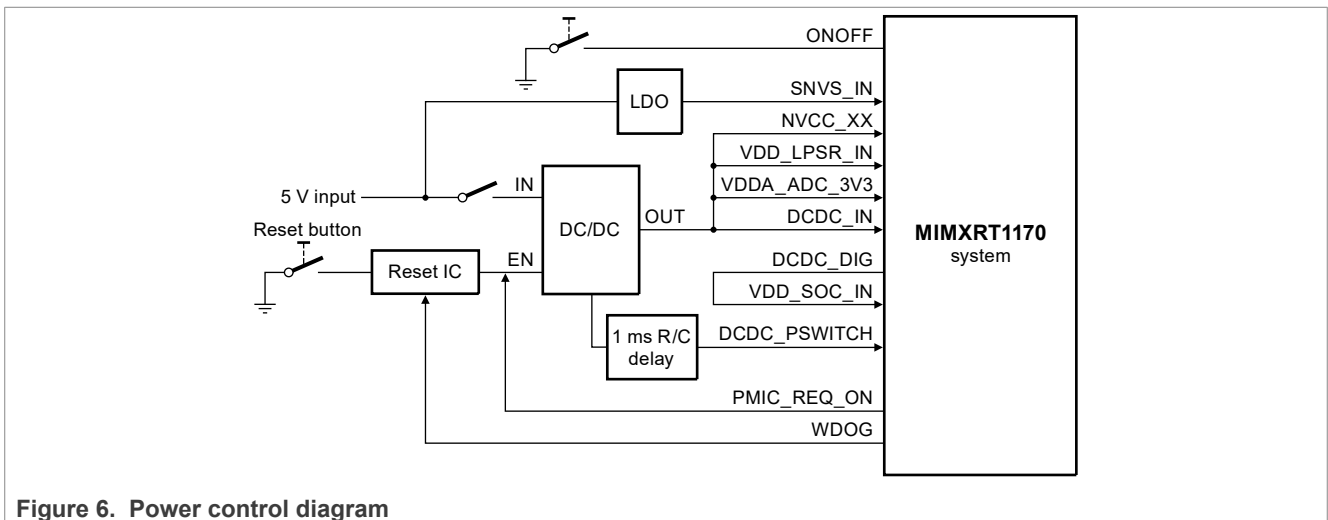 ONOFF
LDO
SNVS_IN
NVCC_XX
VDD_LPSR_IN
5 V input
IN
VDDA_ADC_3V3
DC/DC
OUT
DCDC_IN
MIMXRT1170
system
Reset button
Reset IC
EN
DCDC_DIG
VDD_SOC_IN
1 ms R/C
delay
DCDC_PSWITCH
PMIC_REQ_ON
WDOG
Figure 6. Power control diagram